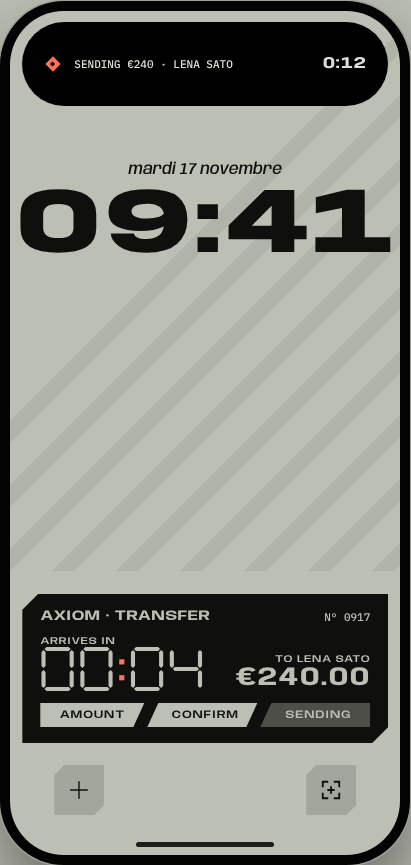 SENDING €240 · LENA SATO
0:12
mardi 17 novembre
09:41
AXIOM · TRANSFER
Nº 0917
ARRIVES IN
00:04
TO LENA SATO
€240.00
AMOUNT
CONFIRM
SENDING